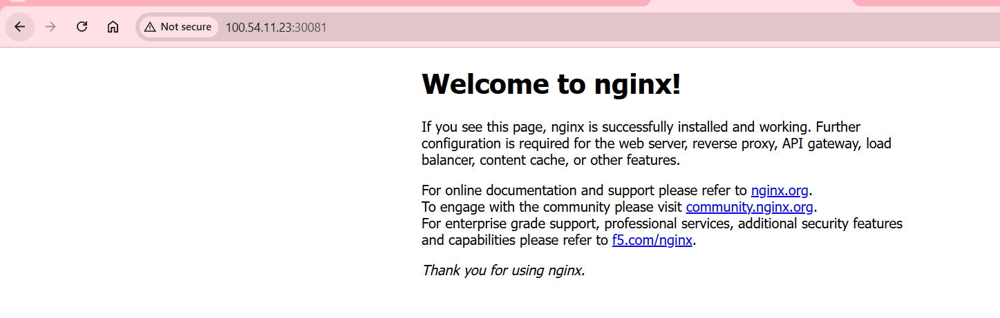 Not secure 100.54.11.23:30081
Welcome to nginx!
If you see this page, nginx is successfully installed and working. Further
configuration is required for the web server, reverse proxy, API gateway, load
balancer, content cache, or other features.
For online documentation and support please refer to nginx.org.
To engage with the community please visit community.nginx.org.
For enterprise grade support, professional services, additional security features
and capabilities please refer to f5.com/nginx.
Thank you for using nginx.